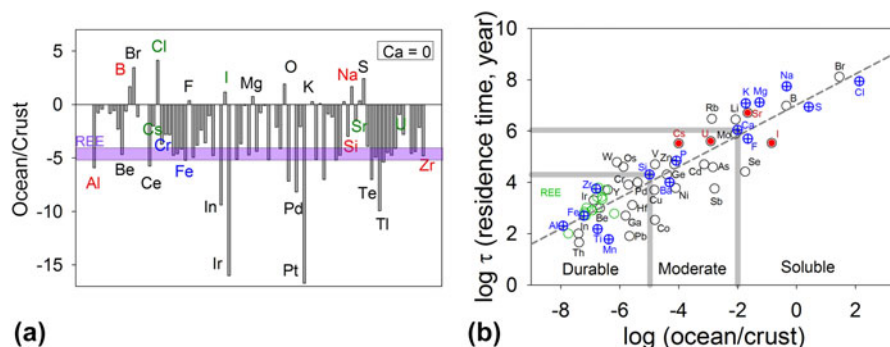 5
0
-5
-10
-15
Ocean/Crust
Ca = 0
REE
Al
B
Be
Br
Ce
Cl
Cs
Cr
Fe
F
In
I
Ir
Mg
O
Pd
Pt
K
Na
Si
S
Sr
Te
Tl
U
Zr
(a)
10
8
6
4
2
0
log τ (residence time, year)
Br
Na
Cl
K
Mg
B
S
Rb
Li
Sr
Ca
Cs
U
Mo
F
I
W
Os
V
Zn
P
Cd
As
Se
Si
Ge
Cr
Ba
Zr
Y
Pd
Cu
Ni
Sb
REE
Ir
Hf
Fe
Be
Ga
Co
Al
In
Ti
Mn
Pb
Th
Durable
Moderate
Soluble
-8
-6
-4
-2
0
2
log (ocean/crust)
(b)